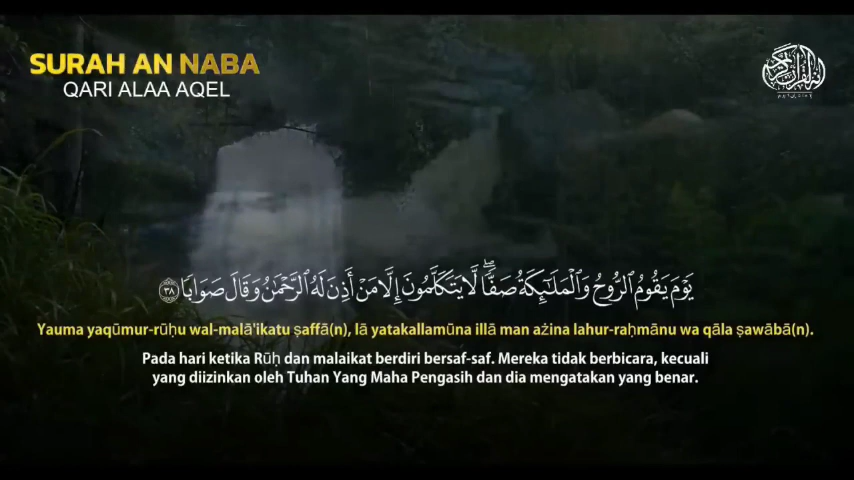 SURAH AN NABA
QARI ALAA AQEL
يَوْمَ يَقُومُ ٱلرُّوحُ وَٱلْمَلَـٰٓئِكَةُ صَفًّاۖ لَّا يَتَكَلَّمُونَ إِلَّا مَنْ أَذِنَ لَهُ ٱلرَّحْمَـٰنُ وَقَالَ صَوَابًا ٣٨
Yauma yaqūmur-rūḥu wal-malā'ikatu ṣaffā(n), lā yatakallamūna illā man ażina lahur-raḥmānu wa qāla ṣawābā(n).
Pada hari ketika Rūḥ dan malaikat berdiri bersaf-saf. Mereka tidak berbicara, kecuali
yang diizinkan oleh Tuhan Yang Maha Pengasih dan dia mengatakan yang benar.